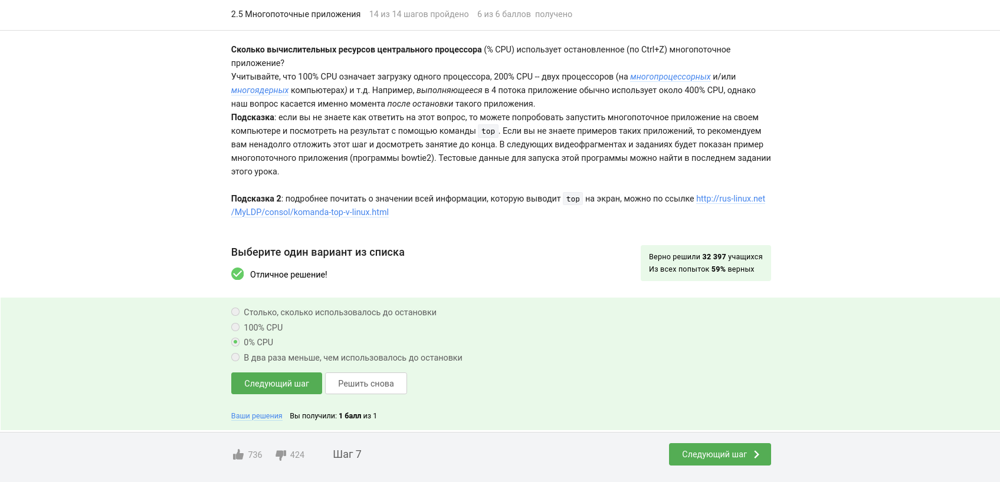 2.5 Многопоточные приложения 14 из 14 шагов пройдено 6 из 6 баллов получено
Сколько вычислительных ресурсов центрального процессора (% CPU) использует остановленное (по Ctrl+Z) многопоточное
приложение?
Учитывайте, что 100% CPU означает загрузку одного процессора, 200% CPU -- двух процессоров (на многопроцессорных и/или
многоядерных компьютерах) и т.д. Например, выполняющееся в 4 потока приложение обычно использует около 400% CPU, однако
наш вопрос касается именно момента после остановки такого приложения.
Подсказка: если вы не знаете как ответить на этот вопрос, то можете попробовать запустить многопоточное приложение на своем
компьютере и посмотреть на результат с помощью команды top. Если вы не знаете примеров таких приложений, то рекомендуем
вам ненадолго отложить этот шаг и досмотреть занятие до конца. В следующих видеофрагментах и заданиях будет показан пример
многопоточного приложения (программы bowtie2). Тестовые данные для запуска этой программы можно найти в последнем задании
этого урока.
Подсказка 2: подробнее почитать о значении всей информации, которую выводит top на экран, можно по ссылке http://rus-linux.net
/MyLDP/consol/komanda-top-v-linux.html
Выберите один вариант из списка
Верно решили 32 397 учащихся
Из всех попыток 59% верных
Отличное решение!
Столько, сколько использовалось до остановки
100% CPU
0% CPU
В два раза меньше, чем использовалось до остановки
Следующий шаг Решить снова
Ваши решения Вы получили: 1 балл из 1
736 424 Шаг 7 Следующий шаг